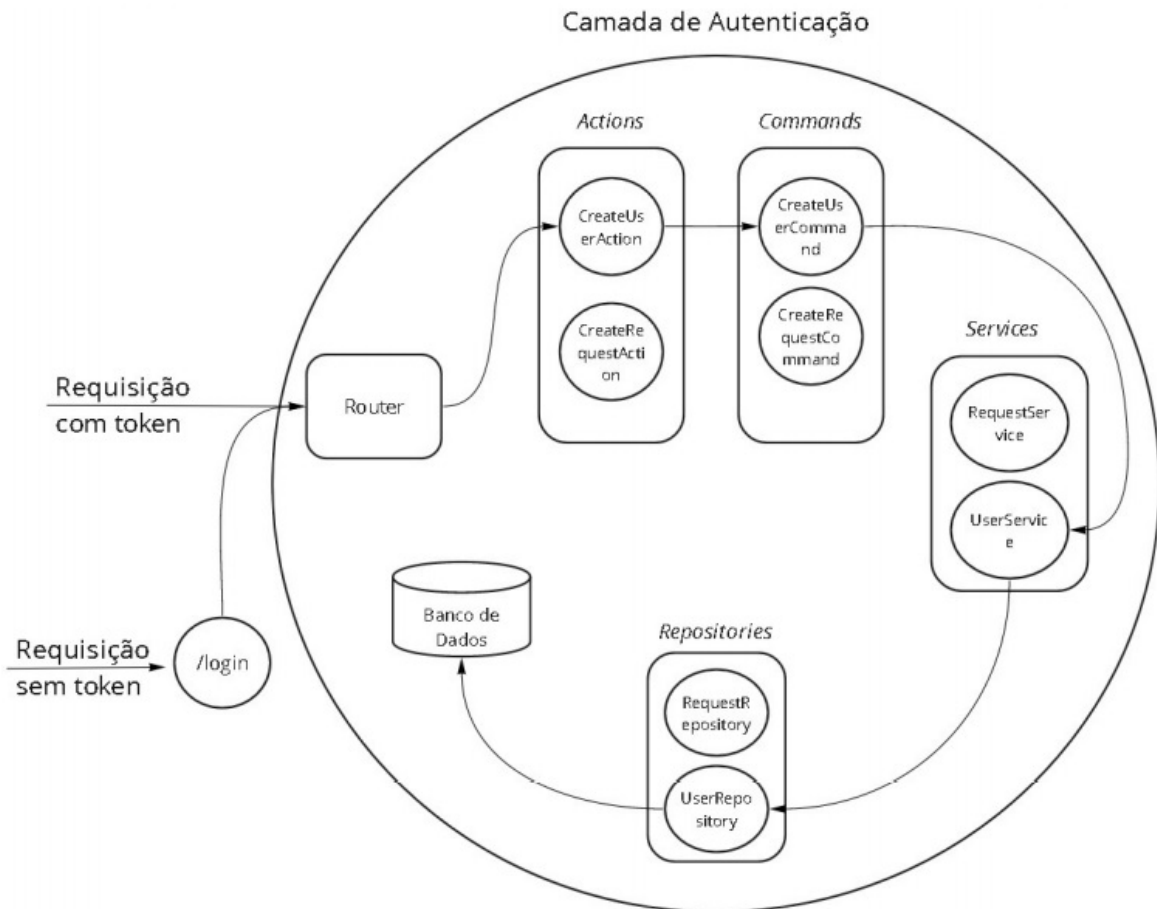 Camada de Autenticação
Actions
Commands
CreateUs
erAction
CreateUs
erComma
nd
CreateRe
questActi
on
CreateRe
questCo
mmand
Services
RequestSer
vice
UserServic
e
Requisição
com token
Router
Banco de
Dados
Requisição
sem token
/login
Repositories
RequestR
epository
UserRepo
sitory